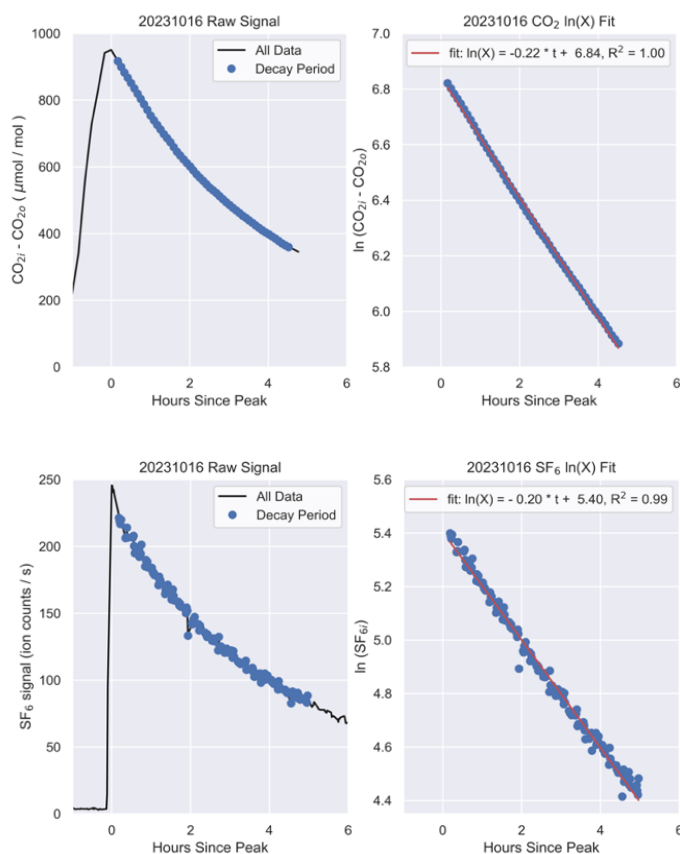 20231016 Raw Signal
All Data
Decay Period
1000
800
600
400
200
0
CO₂ᵢ - CO₂ₒ ( μmol / mol )
0 2 4 6
Hours Since Peak
20231016 CO₂ ln(X) Fit
fit: ln(X) = -0.22 * t + 6.84, R² = 1.00
7.0
6.8
6.6
6.4
6.2
6.0
5.8
ln (CO₂ᵢ - CO₂ₒ)
0 2 4 6
Hours Since Peak
20231016 Raw Signal
All Data
Decay Period
250
200
150
100
50
0
SF₆ signal (ion counts / s)
0 2 4 6
Hours Since Peak
20231016 SF₆ ln(X) Fit
fit: ln(X) = - 0.20 * t + 5.40, R² = 0.99
5.6
5.4
5.2
5.0
4.8
4.6
4.4
ln (SF₆ᵢ)
0 2 4 6
Hours Since Peak